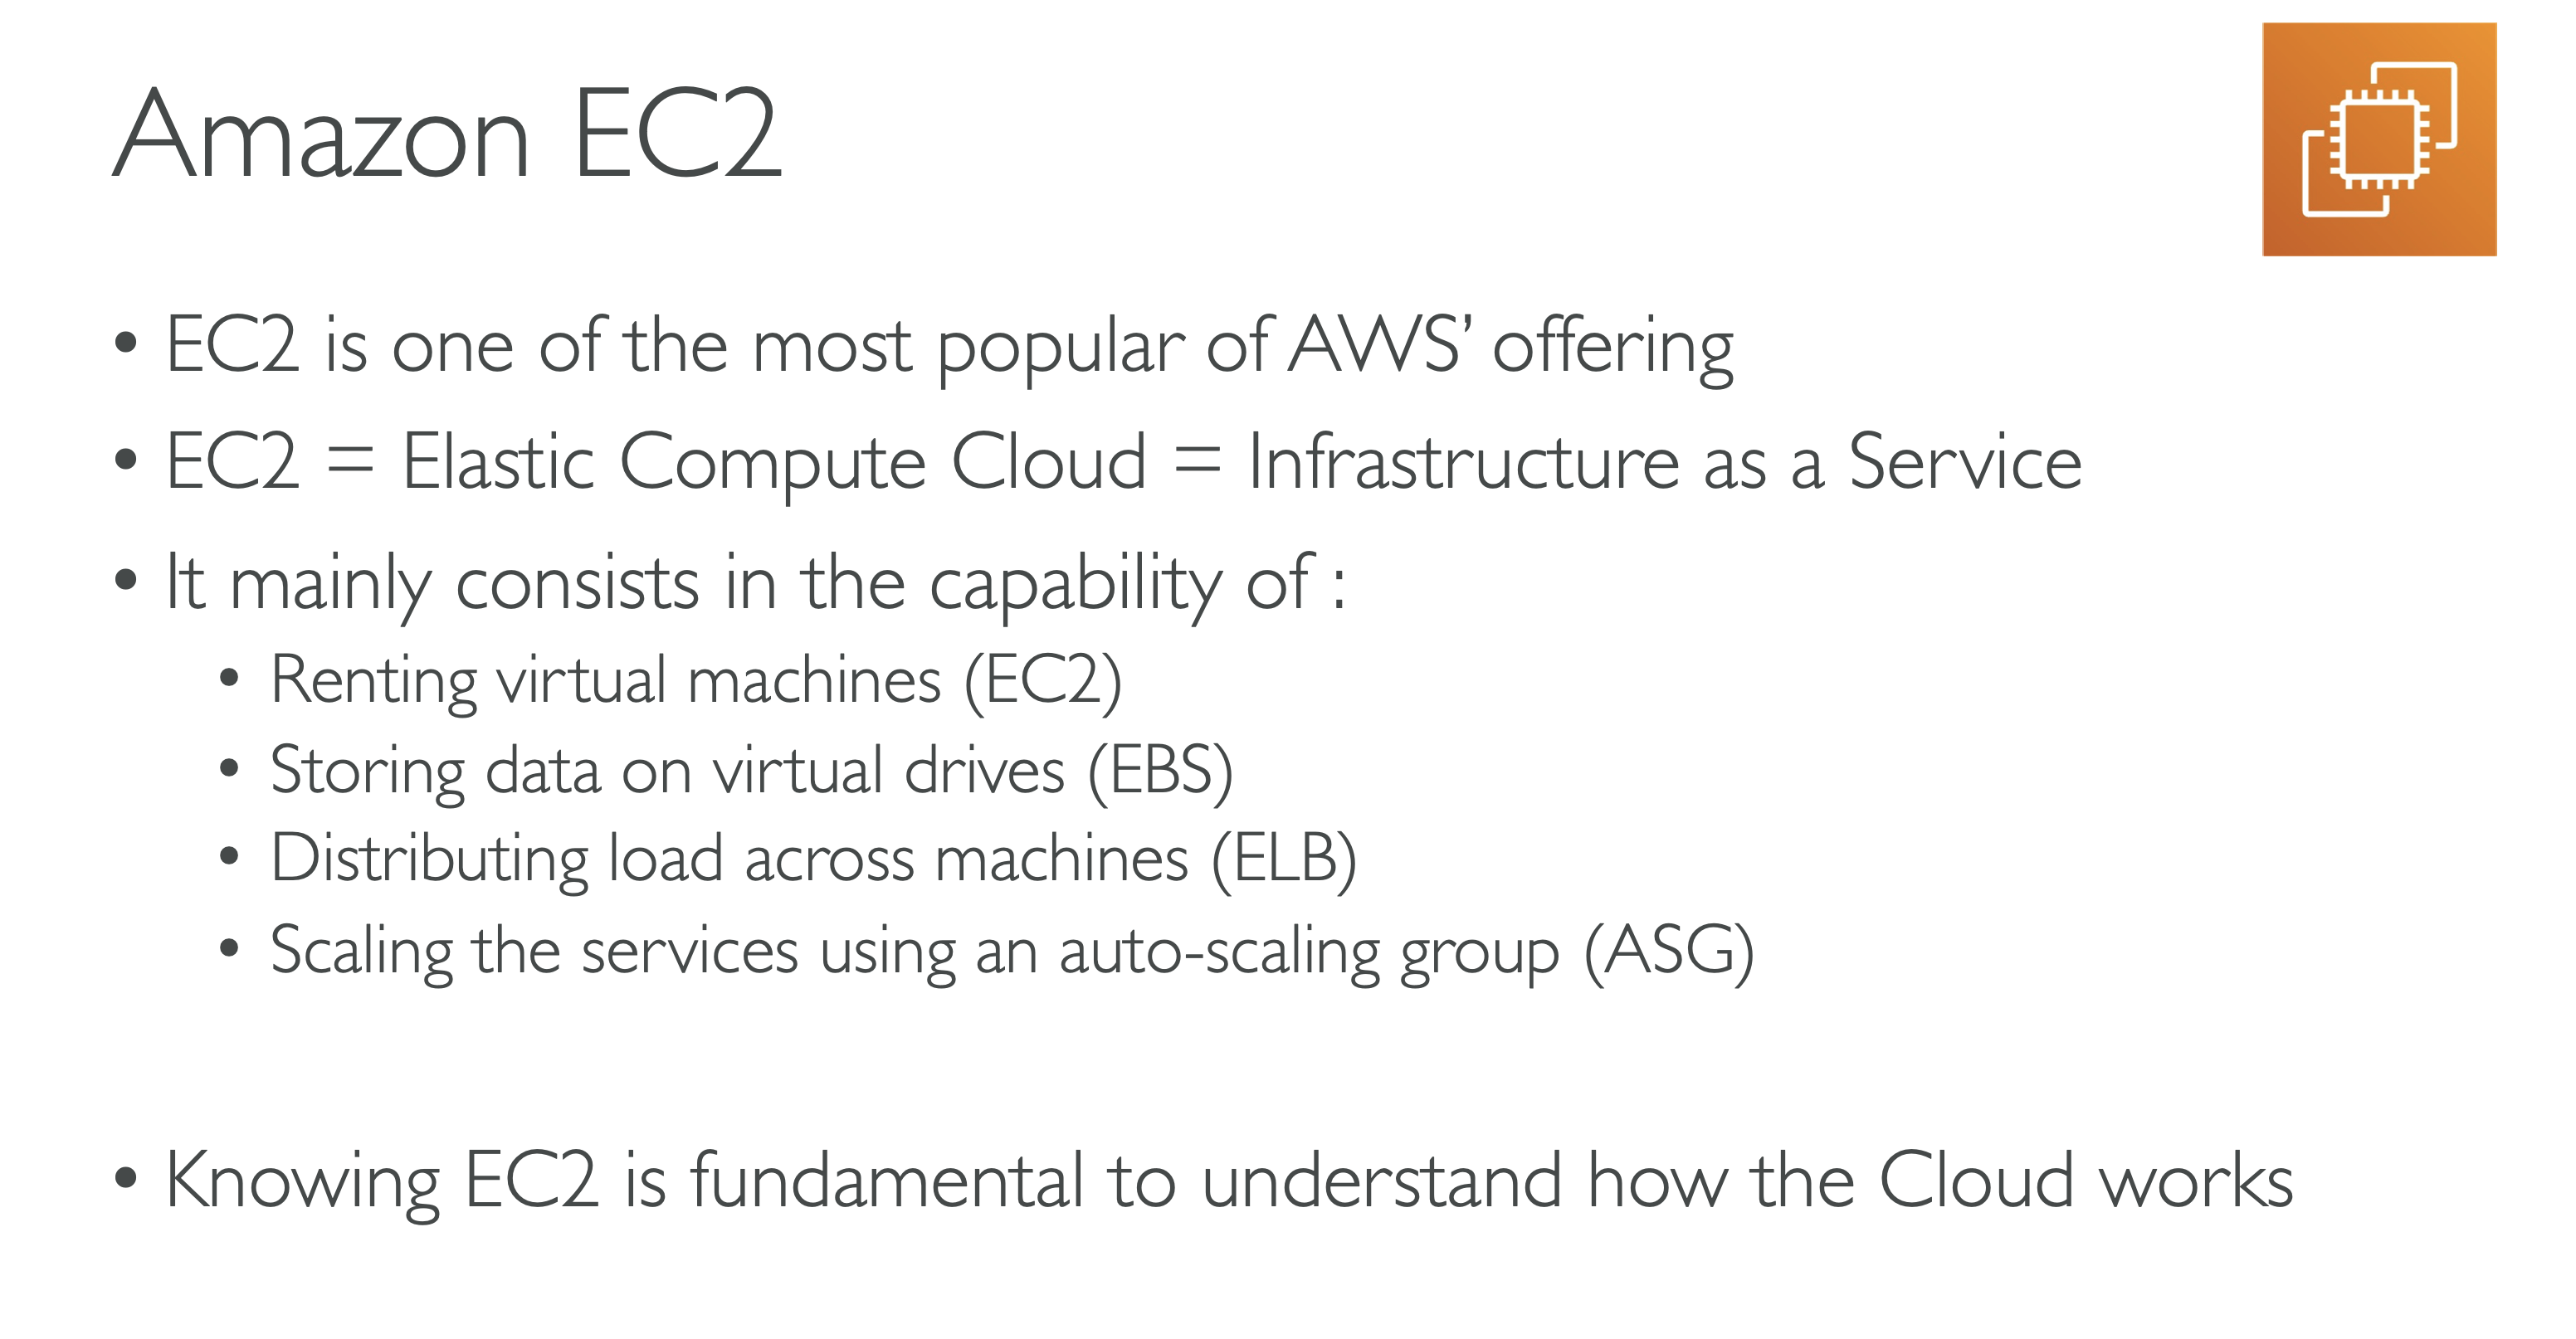 Amazon EC2
• EC2 is one of the most popular of AWS’ offering
• EC2 = Elastic Compute Cloud = Infrastructure as a Service
• It mainly consists in the capability of :
• Renting virtual machines (EC2)
• Storing data on virtual drives (EBS)
• Distributing load across machines (ELB)
• Scaling the services using an auto-scaling group (ASG)
• Knowing EC2 is fundamental to understand how the Cloud works